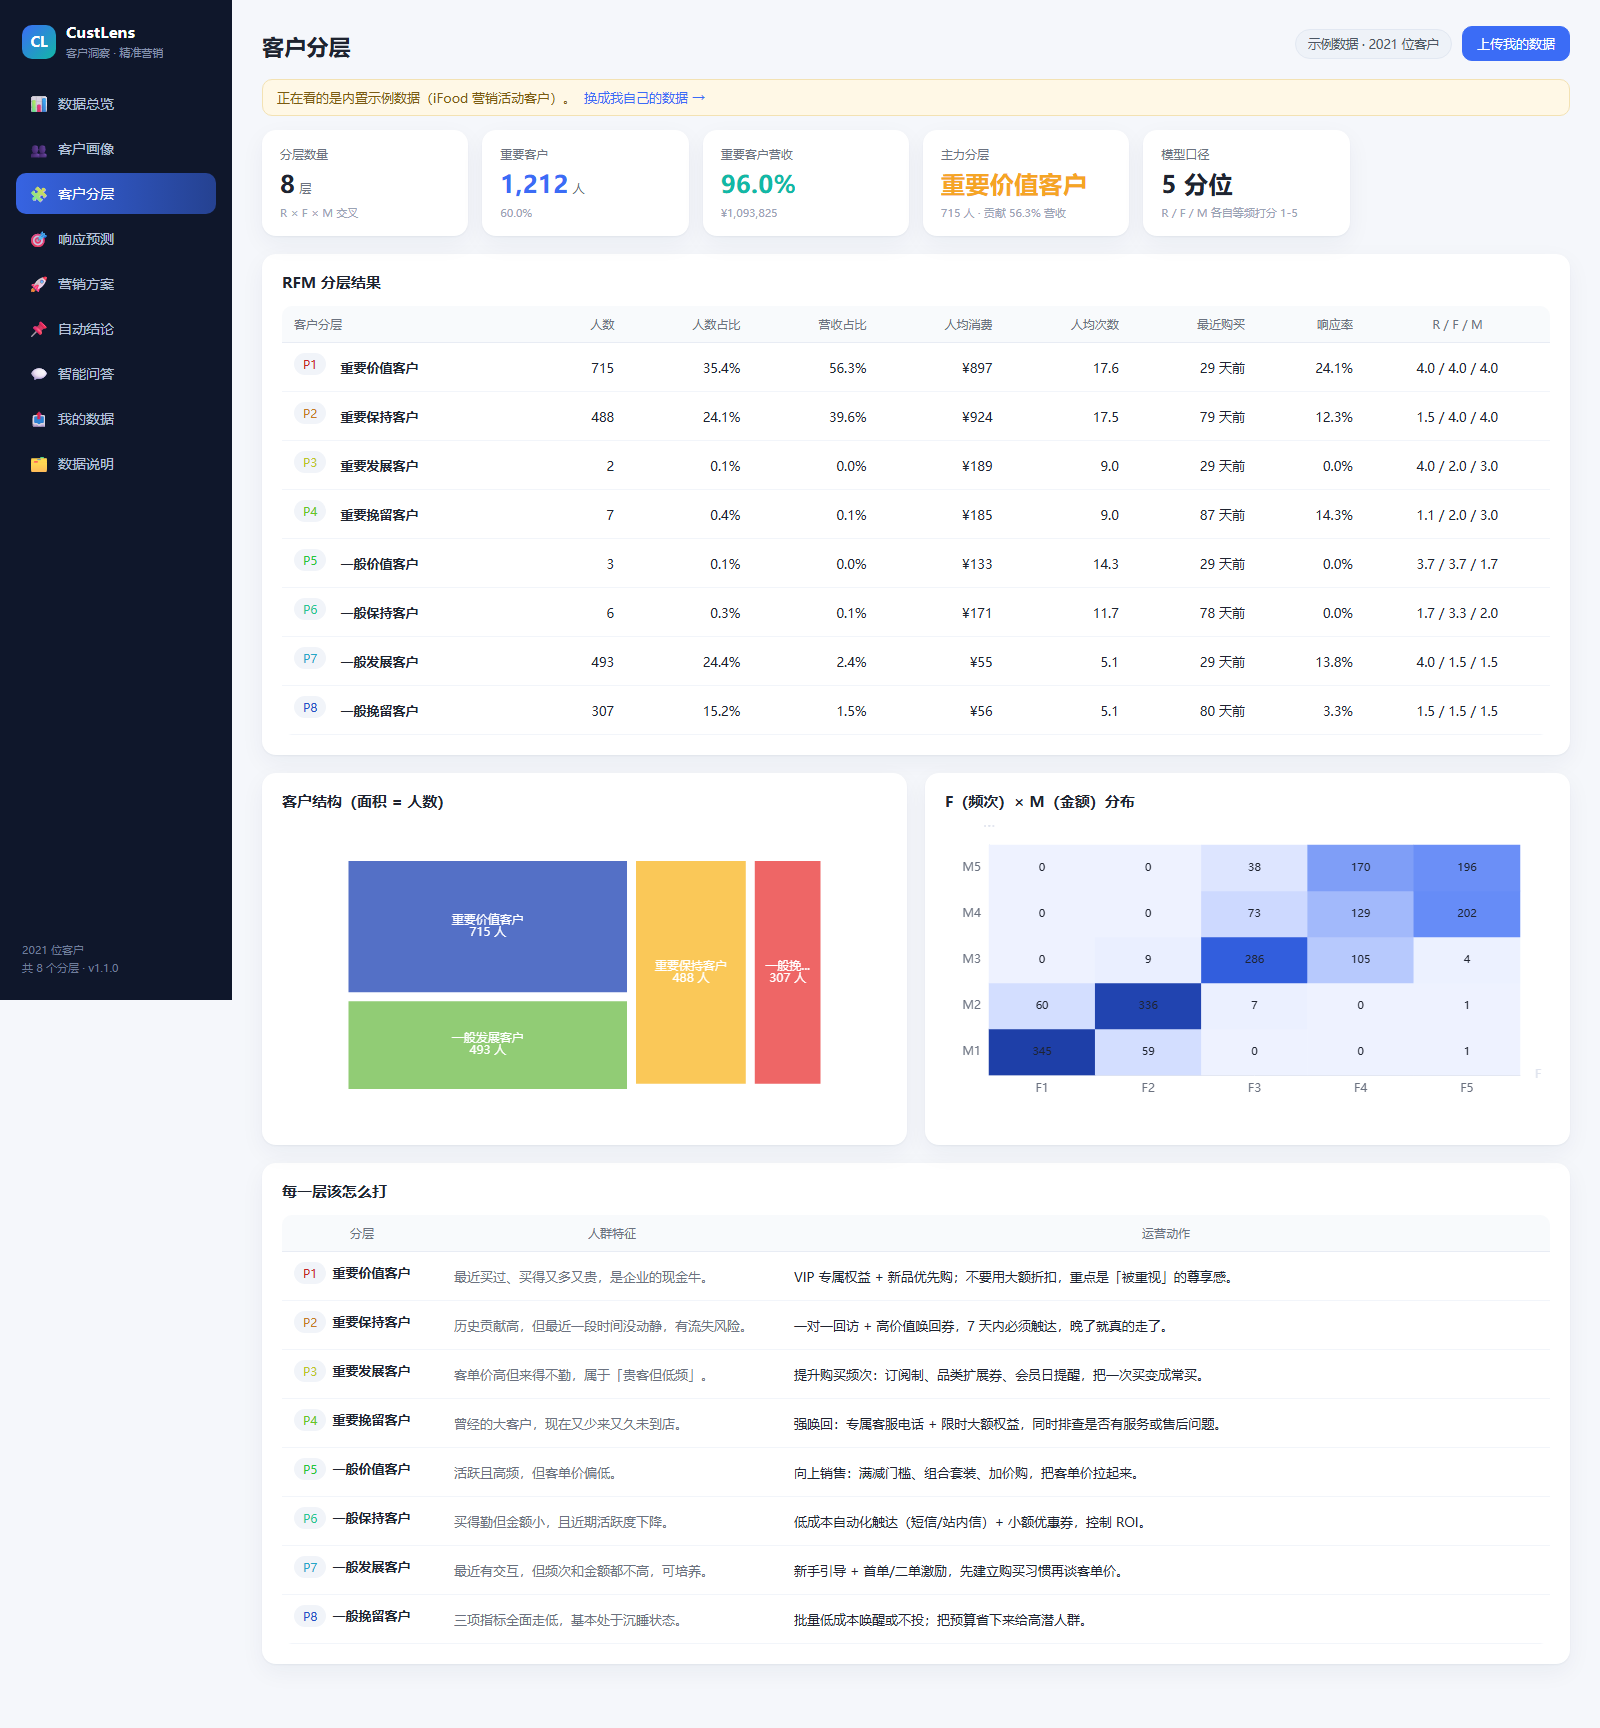 CL
CustLens
客户洞察 · 精准营销
数据总览
客户画像
客户分层
响应预测
营销方案
自动结论
智能问答
我的数据
数据说明
2021 位客户
共 8 个分层 · v1.1.0
客户分层
示例数据 · 2021 位客户
上传我的数据
正在看的是内置示例数据（iFood 营销活动客户）。 换成我自己的数据 →
分层数量
8 层
R × F × M 交叉
重要客户
1,212 人
60.0%
重要客户营收
96.0%
¥1,093,825
主力分层
重要价值客户
715 人 · 贡献 56.3% 营收
模型口径
5 分位
R / F / M 各自等频打分 1-5
RFM 分层结果
客户分层 人数 人数占比 营收占比 人均消费 人均次数 最近购买 响应率 R / F / M
P1 重要价值客户 715 35.4% 56.3% ¥897 17.6 29 天前 24.1% 4.0 / 4.0 / 4.0
P2 重要保持客户 488 24.1% 39.6% ¥924 17.5 79 天前 12.3% 1.5 / 4.0 / 4.0
P3 重要发展客户 2 0.1% 0.0% ¥189 9.0 29 天前 0.0% 4.0 / 2.0 / 3.0
P4 重要挽留客户 7 0.4% 0.1% ¥185 9.0 87 天前 14.3% 1.1 / 2.0 / 3.0
P5 一般价值客户 3 0.1% 0.0% ¥133 14.3 29 天前 0.0% 3.7 / 3.7 / 1.7
P6 一般保持客户 6 0.3% 0.1% ¥171 11.7 78 天前 0.0% 1.7 / 3.3 / 2.0
P7 一般发展客户 493 24.4% 2.4% ¥55 5.1 29 天前 13.8% 4.0 / 1.5 / 1.5
P8 一般挽留客户 307 15.2% 1.5% ¥56 5.1 80 天前 3.3% 1.5 / 1.5 / 1.5
客户结构（面积 = 人数）
重要价值客户
715 人
一般发展客户
493 人
重要保持客户
488 人
一般挽...
307 人
F（频次）× M（金额）分布
...
M5 0 0 38 170 196
M4 0 0 73 129 202
M3 0 9 286 105 4
M2 60 336 7 0 1
M1 345 59 0 0 1
F
F1 F2 F3 F4 F5
每一层该怎么打
分层 人群特征 运营动作
P1 重要价值客户 最近买过、买得又多又贵，是企业的现金牛。 VIP 专属权益 + 新品优先购；不要用大额折扣，重点是「被重视」的尊享感。
P2 重要保持客户 历史贡献高，但最近一段时间没动静，有流失风险。 一对一回访 + 高价值唤回券，7 天内必须触达，晚了就真的走了。
P3 重要发展客户 客单价高但来得不勤，属于「贵客但低频」。 提升购买频次：订阅制、品类扩展券、会员日提醒，把一次买变成常买。
P4 重要挽留客户 曾经的大客户，现在又少来又久未到店。 强唤回：专属客服电话 + 限时大额权益，同时排查是否有服务或售后问题。
P5 一般价值客户 活跃且高频，但客单价偏低。 向上销售：满减门槛、组合套装、加价购，把客单价拉起来。
P6 一般保持客户 买得勤但金额小，且近期活跃度下降。 低成本自动化触达（短信/站内信）+ 小额优惠券，控制 ROI。
P7 一般发展客户 最近有交互，但频次和金额都不高，可培养。 新手引导 + 首单/二单激励，先建立购买习惯再谈客单价。
P8 一般挽留客户 三项指标全面走低，基本处于沉睡状态。 批量低成本唤醒或不投；把预算省下来给高潜人群。